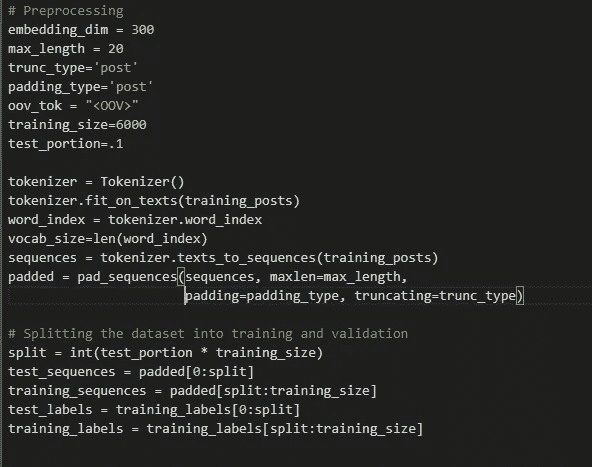 # Preprocessing
embedding_dim = 300
max_length = 20
trunc_type='post'
padding_type='post'
oov_tok = "<OOV>"
training_size=6000
test_portion=.1
tokenizer = Tokenizer()
tokenizer.fit_on_texts(training_posts)
word_index = tokenizer.word_index
vocab_size=len(word_index)
sequences = tokenizer.texts_to_sequences(training_posts)
padded = pad_sequences(sequences, maxlen=max_length,
padding=padding_type, truncating=trunc_type)
# Splitting the dataset into training and validation
split = int(test_portion * training_size)
test_sequences = padded[0:split]
training_sequences = padded[split:training_size]
test_labels = training_labels[0:split]
training_labels = training_labels[split:training_size]